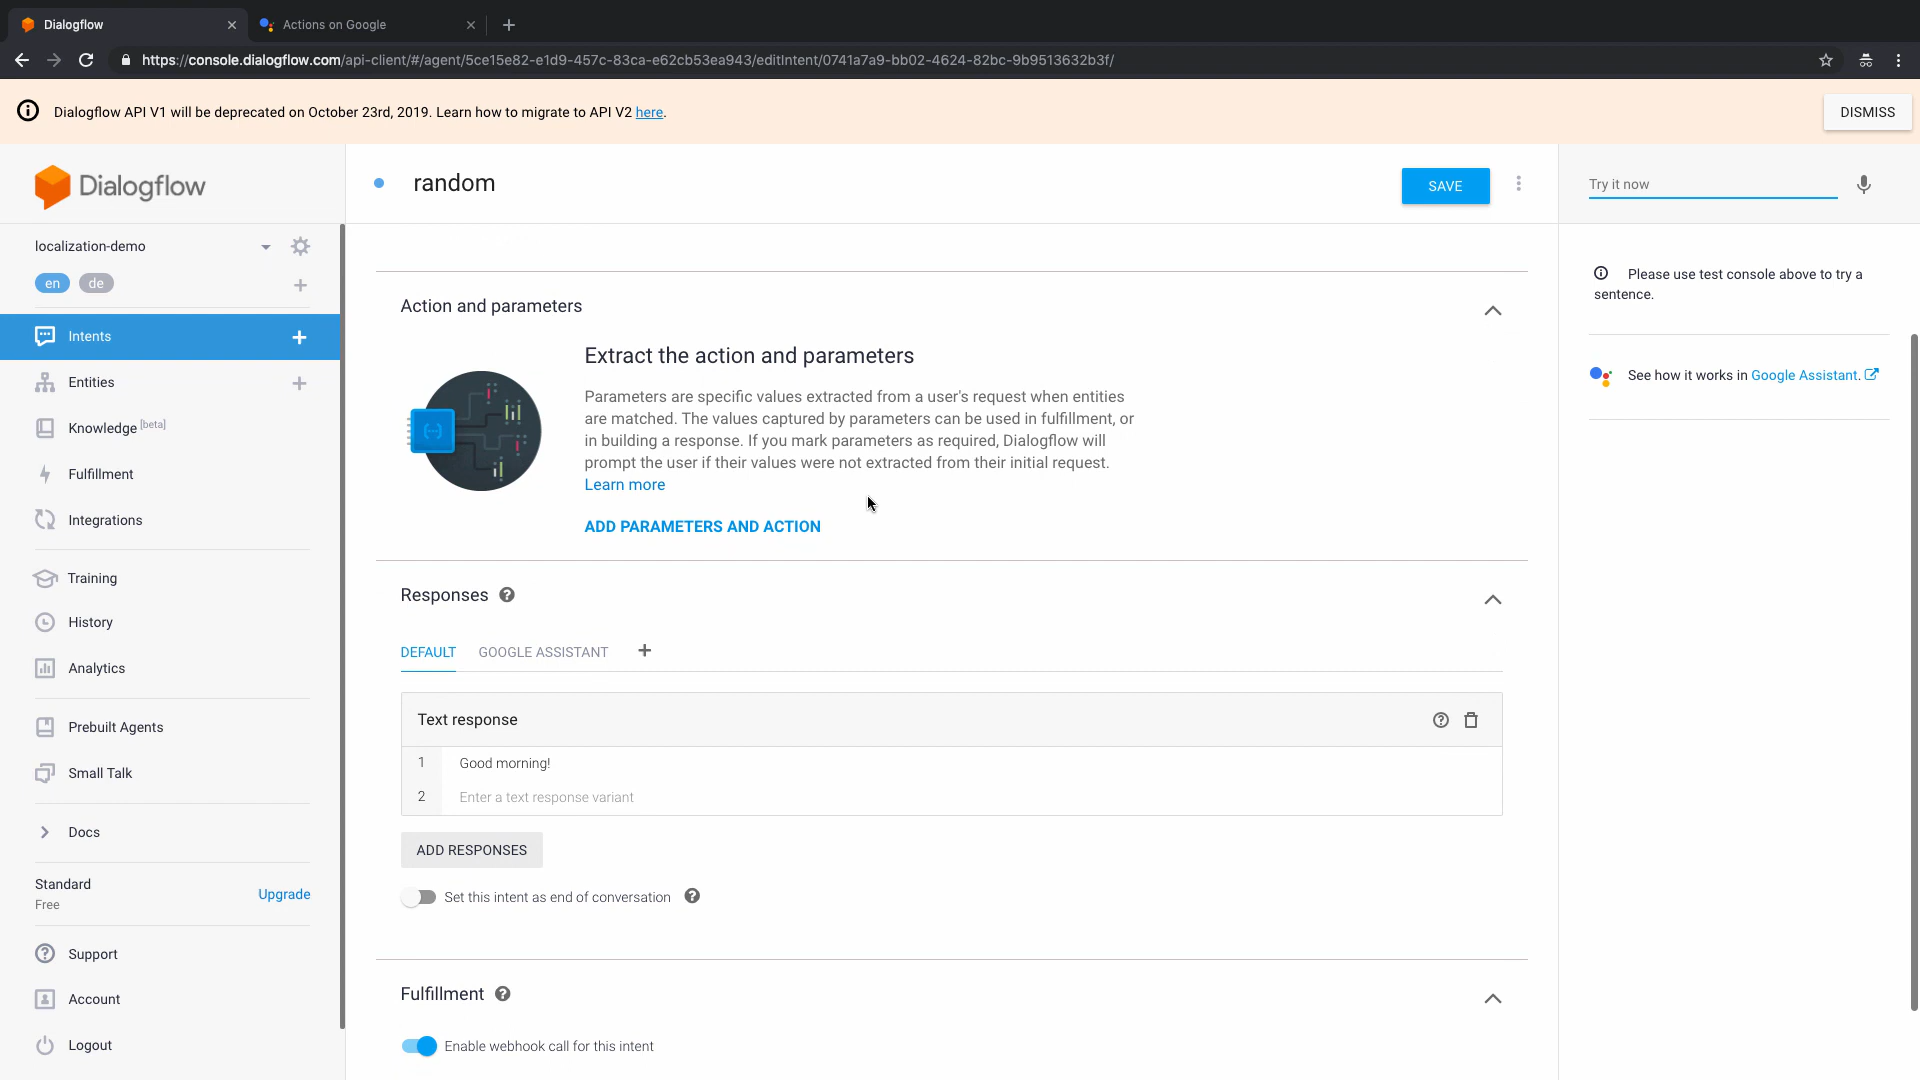 Dialogflow
Actions on Google
https://console.dialogflow.com/api-client/#/agent/5ce15e82-e1d9-457c-83ca-e62cb53ea943/editIntent/0741a7a9-bb02-4624-82bc-9b9513632b3f/
Dialogflow API V1 will be deprecated on October 23rd, 2019. Learn how to migrate to API V2 here.
DISMISS
Dialogflow
localization-demo
en
de
Intents
Entities
Knowledge [beta]
Fulfillment
Integrations
Training
History
Analytics
Prebuilt Agents
Small Talk
Docs
Standard
Free
Upgrade
Support
Account
Logout
random
SAVE
Action and parameters
Extract the action and parameters
Parameters are specific values extracted from a user's request when entities
are matched. The values captured by parameters can be used in fulfillment, or
in building a response. If you mark parameters as required, Dialogflow will
prompt the user if their values were not extracted from their initial request.
Learn more
ADD PARAMETERS AND ACTION
Responses
DEFAULT
GOOGLE ASSISTANT
Text response
1 Good morning!
2 Enter a text response variant
ADD RESPONSES
Set this intent as end of conversation
Fulfillment
Enable webhook call for this intent
Try it now
Please use test console above to try a
sentence.
See how it works in Google Assistant.